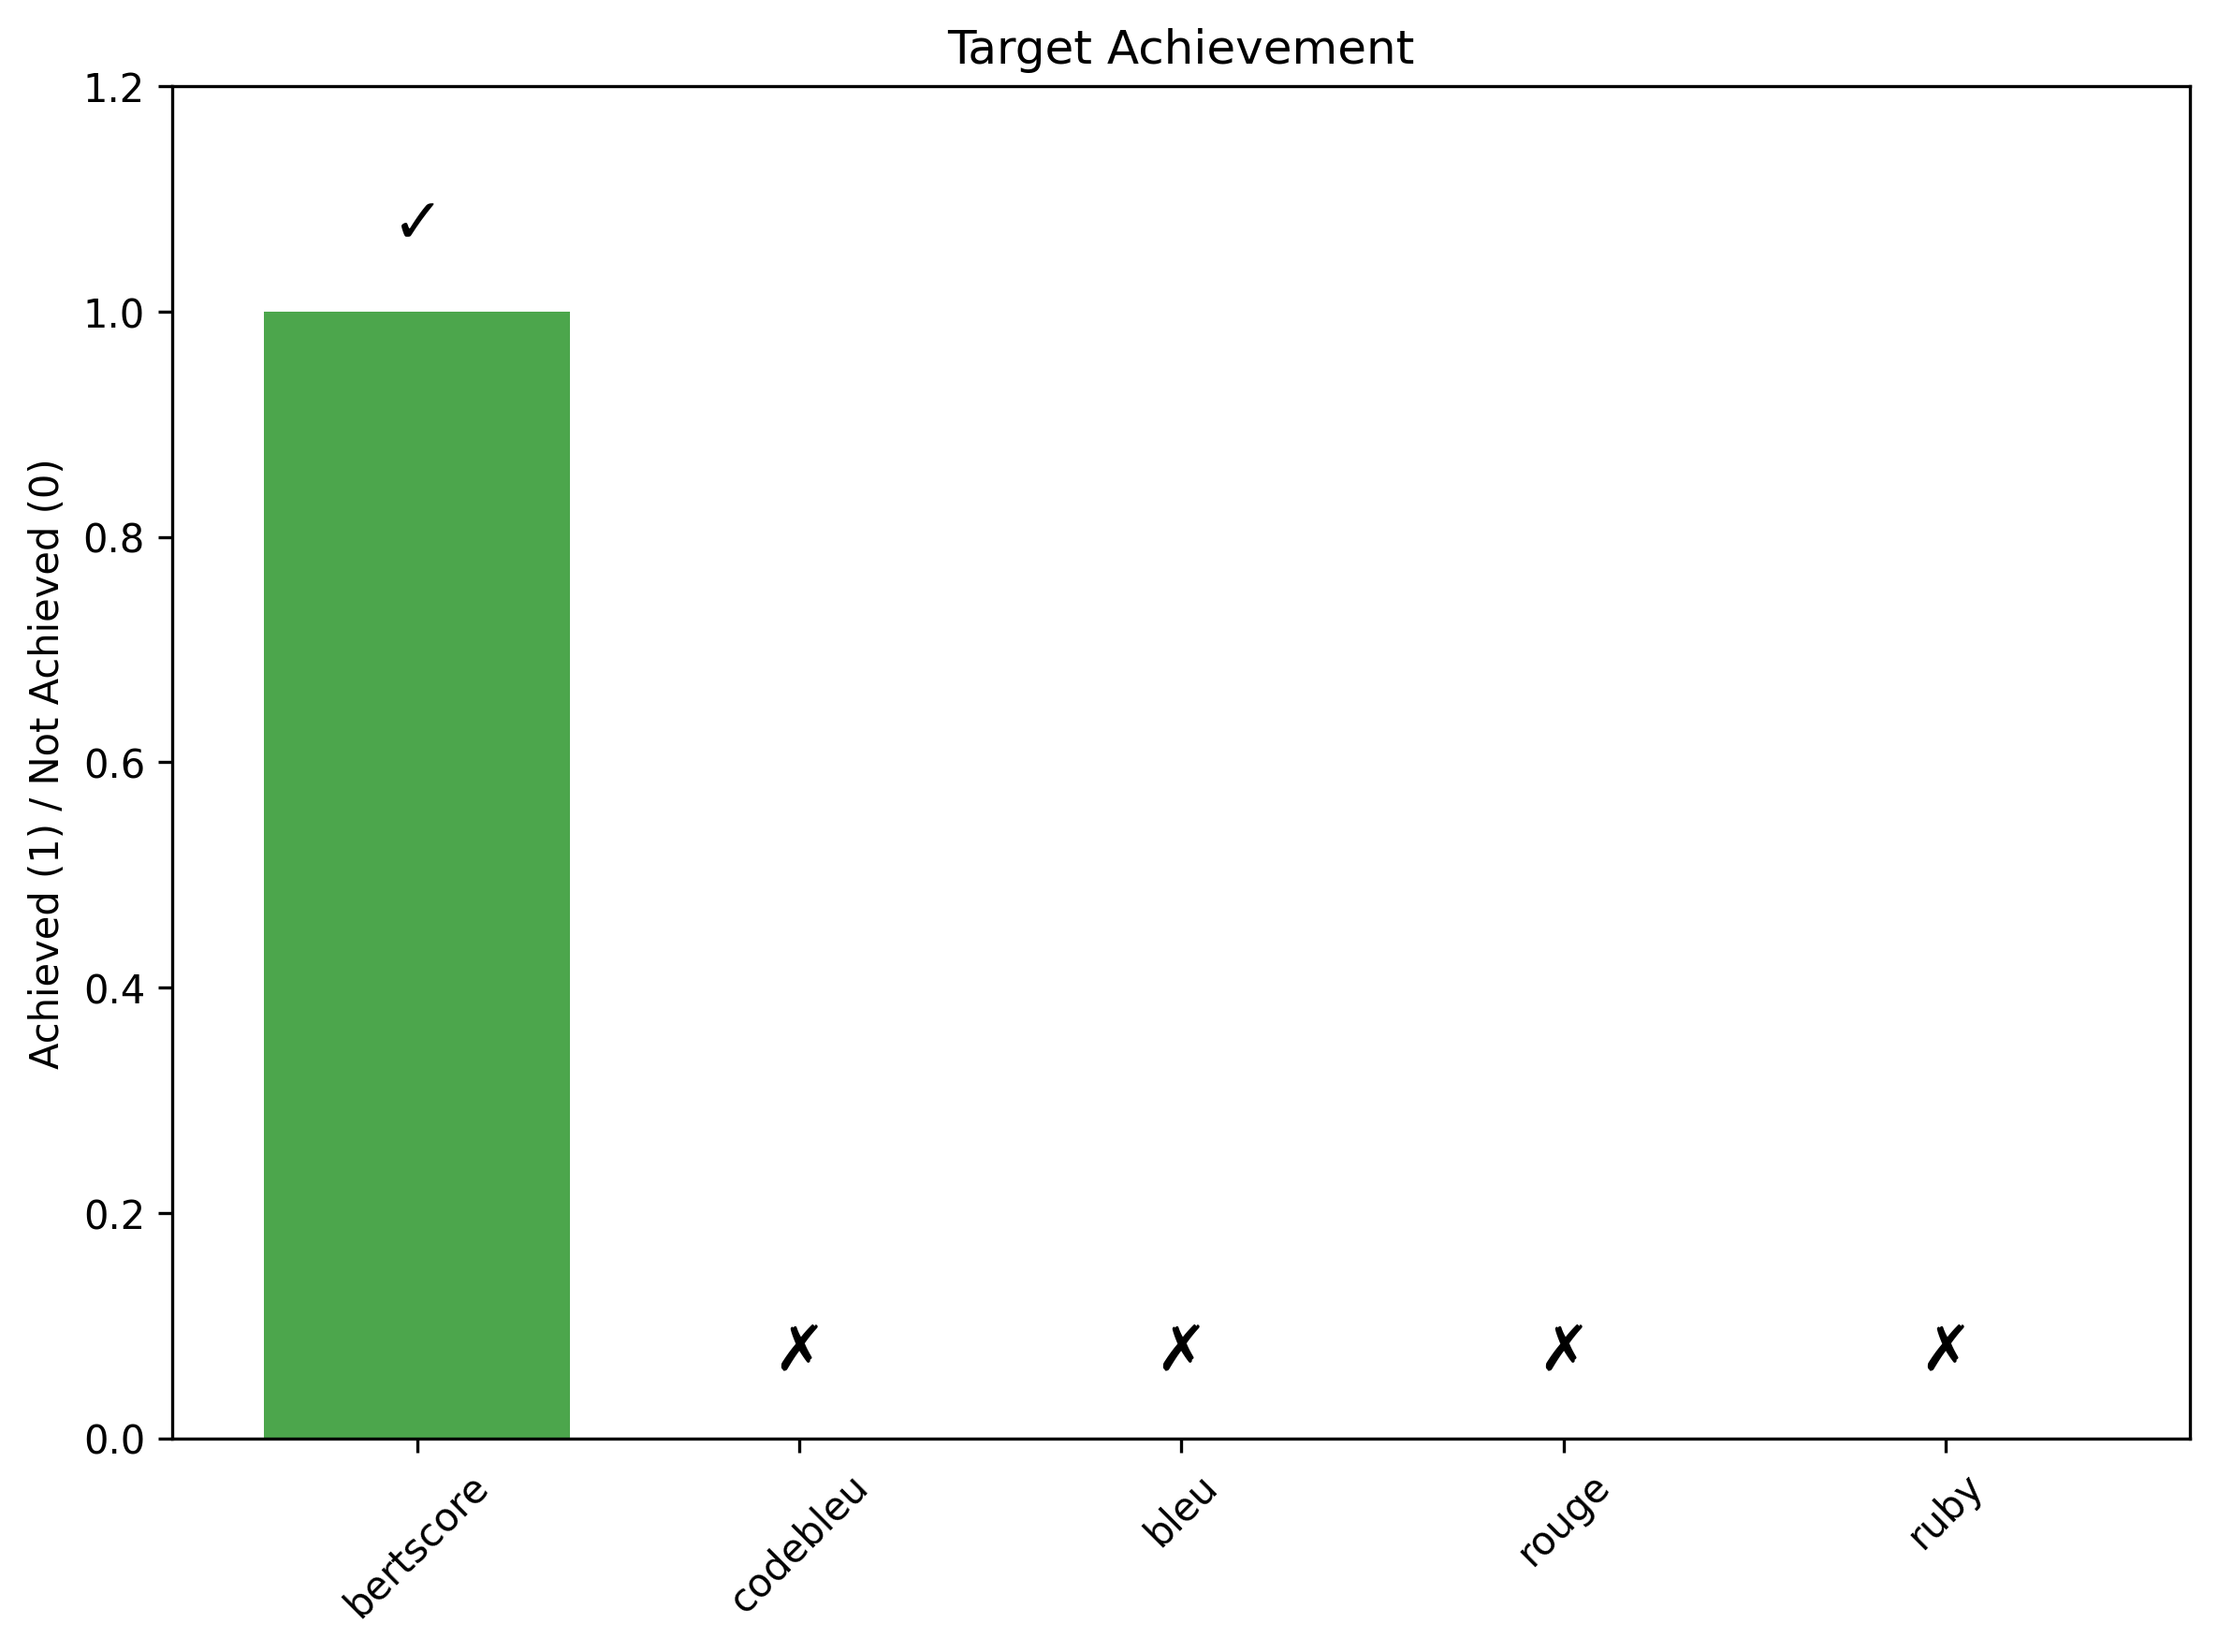 Target Achievement
Achieved (1) / Not Achieved (0)
1.2
1.0
0.8
0.6
0.4
0.2
0.0
✓
✗ ✗ ✗ ✗
bertscore codebleu bleu rouge ruby